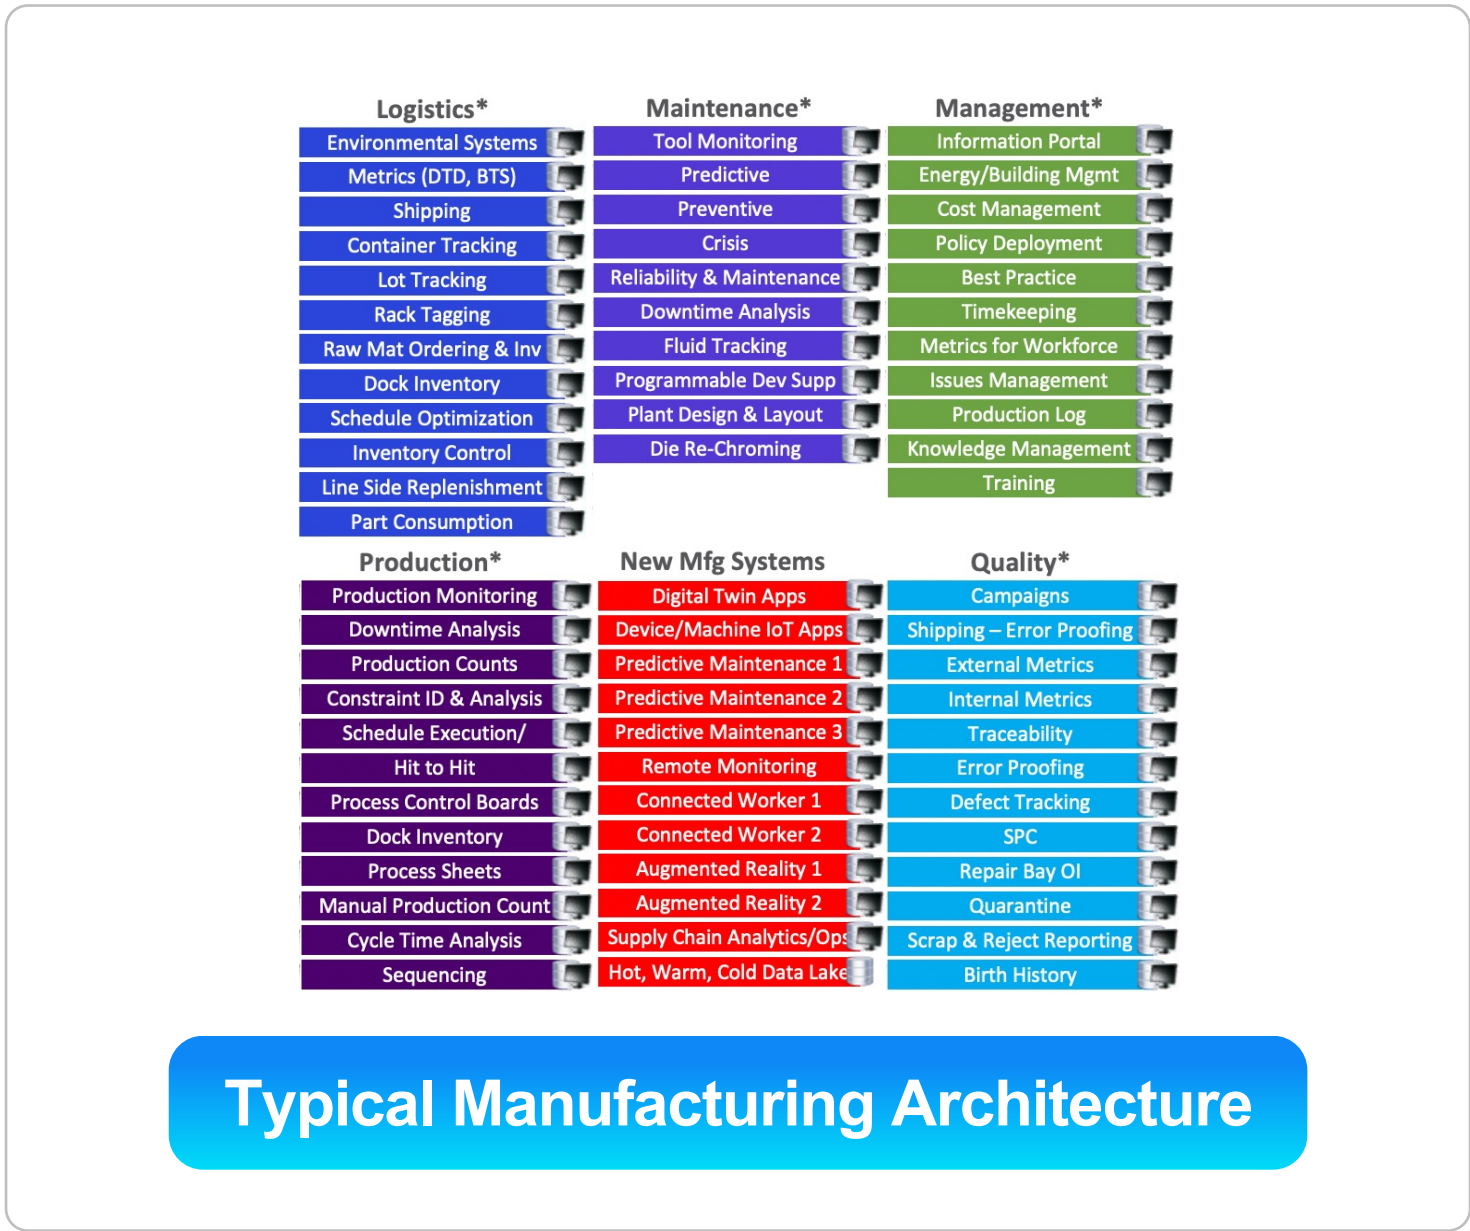 Logistics*
Environmental Systems
Metrics (DTD, BTS)
Shipping
Container Tracking
Lot Tracking
Rack Tagging
Raw Mat Ordering & Inv
Dock Inventory
Schedule Optimization
Inventory Control
Line Side Replenishment
Part Consumption
Maintenance*
Tool Monitoring
Predictive
Preventive
Crisis
Reliability & Maintenance
Downtime Analysis
Fluid Tracking
Programmable Dev Supp
Plant Design & Layout
Die Re-Chroming
Management*
Information Portal
Energy/Building Mgmt
Cost Management
Policy Deployment
Best Practice
Timekeeping
Metrics for Workforce
Issues Management
Production Log
Knowledge Management
Training
Production*
Production Monitoring
Downtime Analysis
Production Counts
Constraint ID & Analysis
Schedule Execution/
Hit to Hit
Process Control Boards
Dock Inventory
Process Sheets
Manual Production Count
Cycle Time Analysis
Sequencing
New Mfg Systems
Digital Twin Apps
Device/Machine IoT Apps
Predictive Maintenance 1
Predictive Maintenance 2
Predictive Maintenance 3
Remote Monitoring
Connected Worker 1
Connected Worker 2
Augmented Reality 1
Augmented Reality 2
Supply Chain Analytics/Ops
Hot, Warm, Cold Data Lake
Quality*
Campaigns
Shipping – Error Proofing
External Metrics
Internal Metrics
Traceability
Error Proofing
Defect Tracking
SPC
Repair Bay OI
Quarantine
Scrap & Reject Reporting
Birth History
Typical Manufacturing Architecture